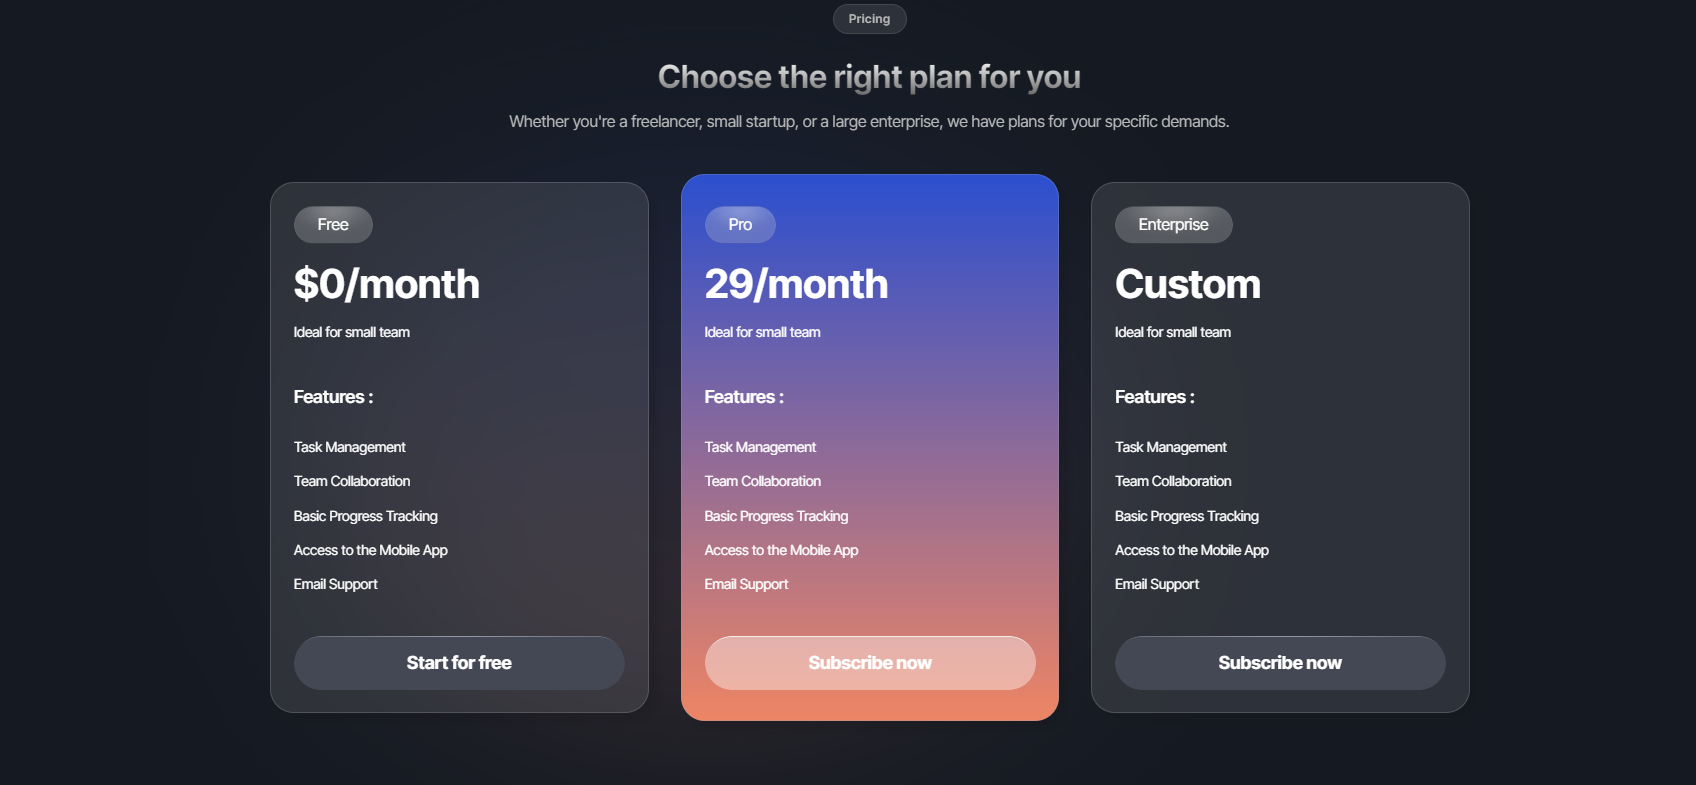 Pricing
Choose the right plan for you
Whether you're a freelancer, small startup, or a large enterprise, we have plans for your specific demands.
Free
$0/month
Ideal for small team
Features :
Task Management
Team Collaboration
Basic Progress Tracking
Access to the Mobile App
Email Support
Start for free
Pro
29/month
Ideal for small team
Features :
Task Management
Team Collaboration
Basic Progress Tracking
Access to the Mobile App
Email Support
Subscribe now
Enterprise
Custom
Ideal for small team
Features :
Task Management
Team Collaboration
Basic Progress Tracking
Access to the Mobile App
Email Support
Subscribe now